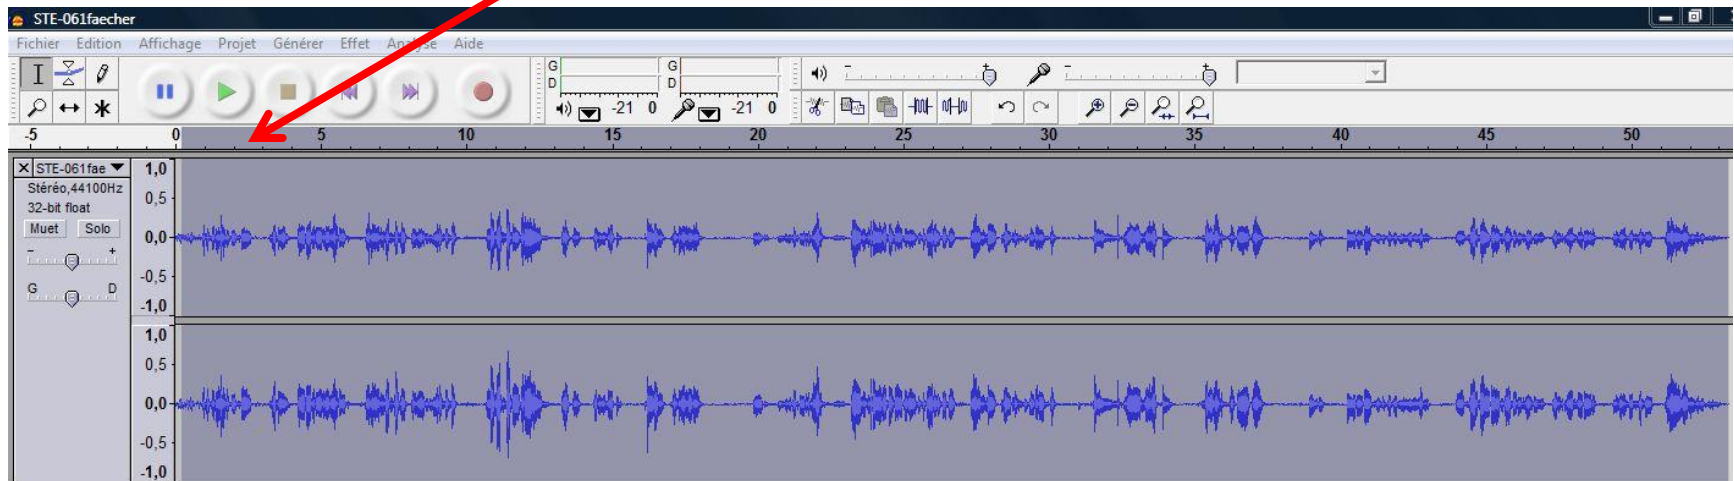 STE-061faecher
Fichier Edition Affichage Projet Générer Effet Analyse Aide
G G
D D
-21 0 -21 0
-5 0 5 10 15 20 25 30 35 40 45 50
STE-061fae
Stéréo,44100Hz
32-bit float
Muet Solo
- +
G D
1,0
0,5
0,0
-0,5
-1,0
1,0
0,5
0,0
-0,5
-1,0